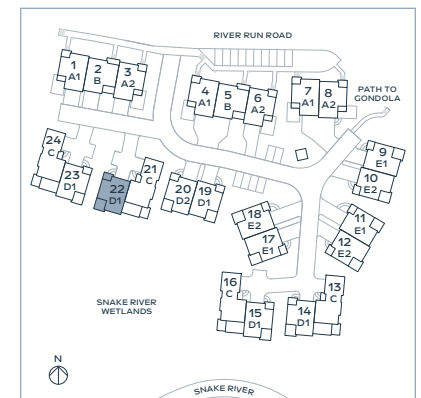 RIVER RUN ROAD
1
A1
2
B
3
A2
4
A1
5
B
6
A2
7
A1
8
A2
PATH TO
GONDOLA
24
C
23
D1
22
D1
21
C
20
D2
19
D1
9
E1
10
E2
18
E2
17
E1
11
E1
12
E2
16
C
15
D1
14
D1
13
C
SNAKE RIVER
WETLANDS
N
SNAKE RIVER